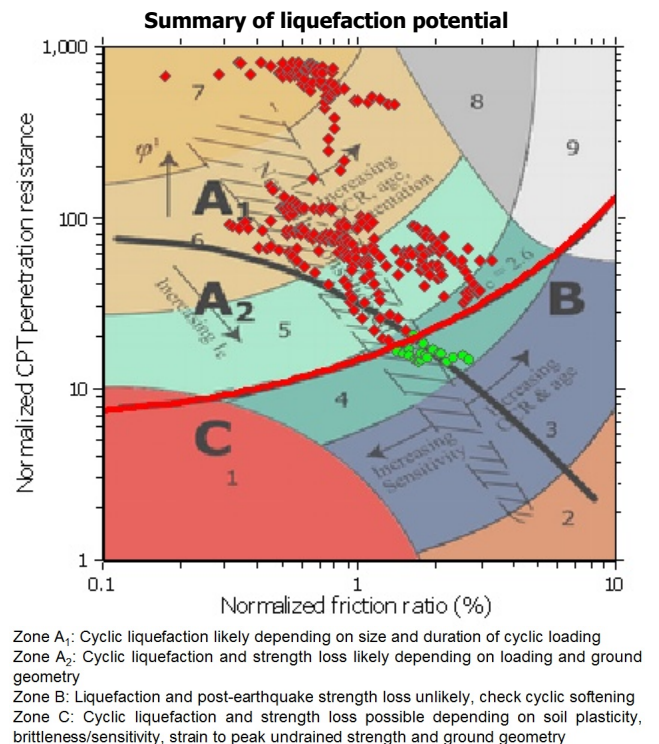 Summary of liquefaction potential
1,000
7
8
9
φ'
Increasing
OCR, age,
cementation
Normalized CPT penetration resistance
100
A1
6
= 2.6
A2
B
Increasing Ic
5
10
4
Increasing
OCR & age
C
3
Increasing
Sensitivity
1
2
1
0.1
1
10
Normalized friction ratio (%)
Zone A1: Cyclic liquefaction likely depending on size and duration of cyclic loading
Zone A2: Cyclic liquefaction and strength loss likely depending on loading and ground
geometry
Zone B: Liquefaction and post-earthquake strength loss unlikely, check cyclic softening
Zone C: Cyclic liquefaction and strength loss possible depending on soil plasticity,
brittleness/sensitivity, strain to peak undrained strength and ground geometry